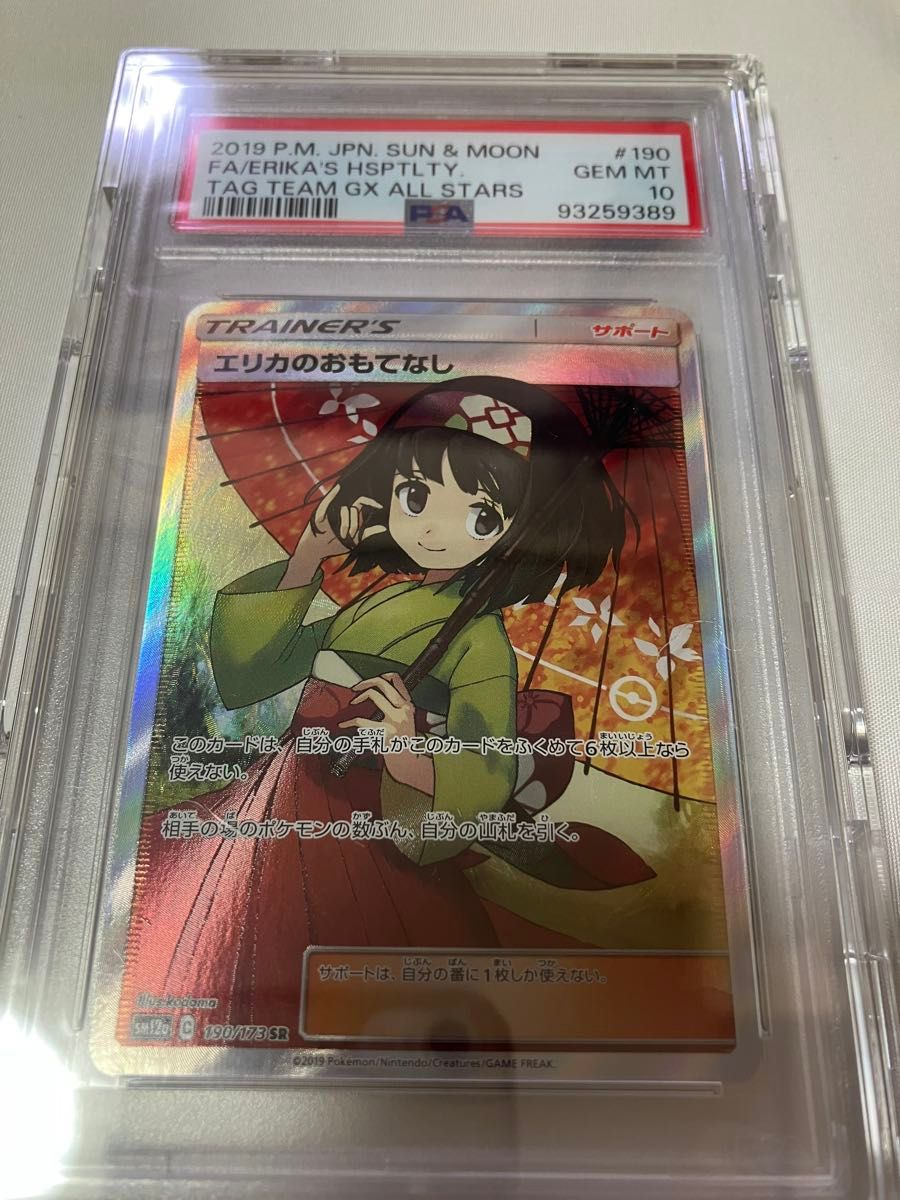 2019 P.M. JPN. SUN & MOON #190
FA/ERIKA'S HSPTLTY. GEM MT
TAG TEAM GX ALL STARS 10
PSA 93259389
TRAINER'S サポート
エリカのおもてなし
このカードは、自分の手札がこのカードをふくめて6枚以上なら
使えない。
相手の場のポケモンの数ぶん、自分の山札を引く。
サポートは、自分の番に1枚しか使えない。
Illus. kodama
SM12a C 190/173 SR
©2019 Pokémon/Nintendo/Creatures/GAME FREAK.